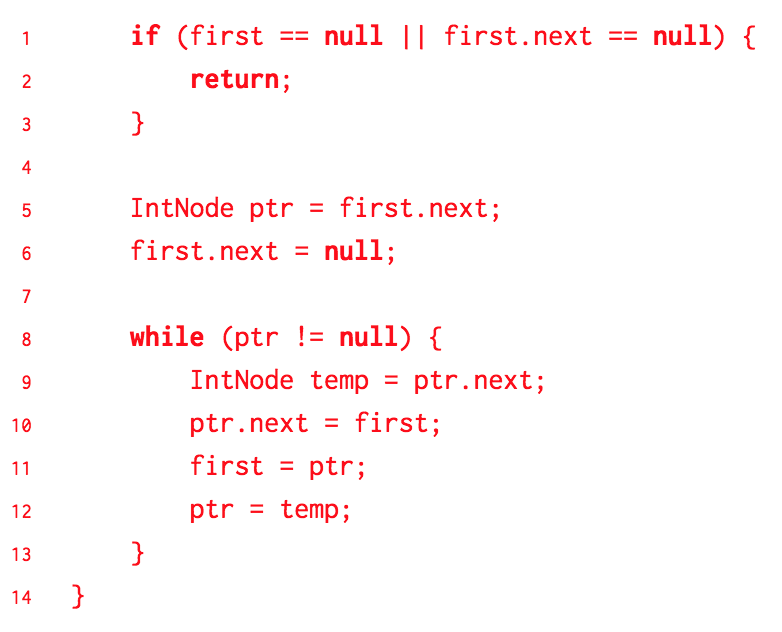 1 if (first == null || first.next == null) {
2 return;
3 }
4
5 IntNode ptr = first.next;
6 first.next = null;
7
8 while (ptr != null) {
9 IntNode temp = ptr.next;
10 ptr.next = first;
11 first = ptr;
12 ptr = temp;
13 }
14 }